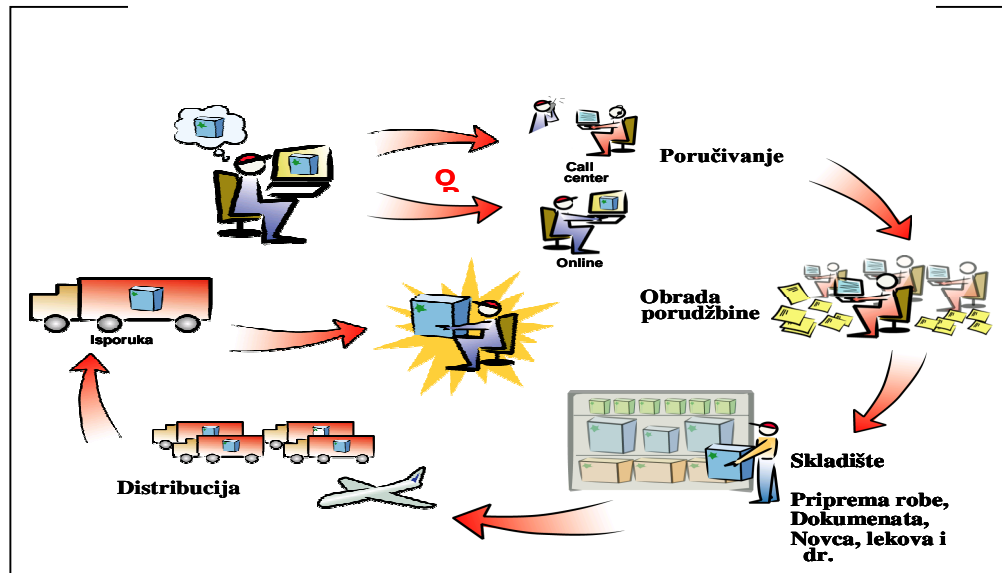 Call
center
Poručivanje
Online
Obrada
porudžbine
Isporuka
Skladište
Distribucija
Priprema robe,
Dokumenata,
Novca, lekova i
dr.